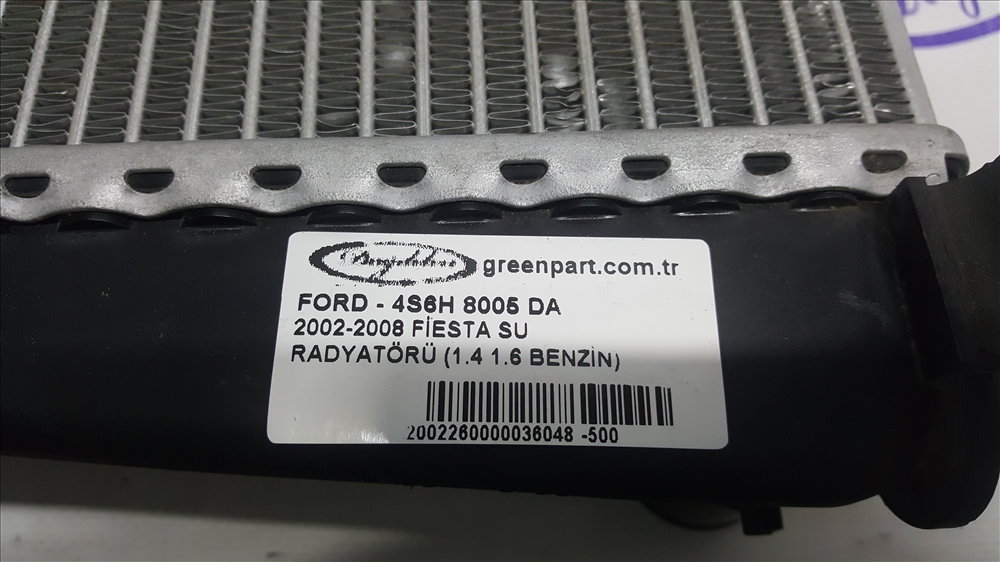 greenpart.com.tr
FORD - 4S6H 8005 DA
2002-2008 FİESTA SU
RADYATÖRÜ (1.4 1.6 BENZİN)
2002260000036048 -500